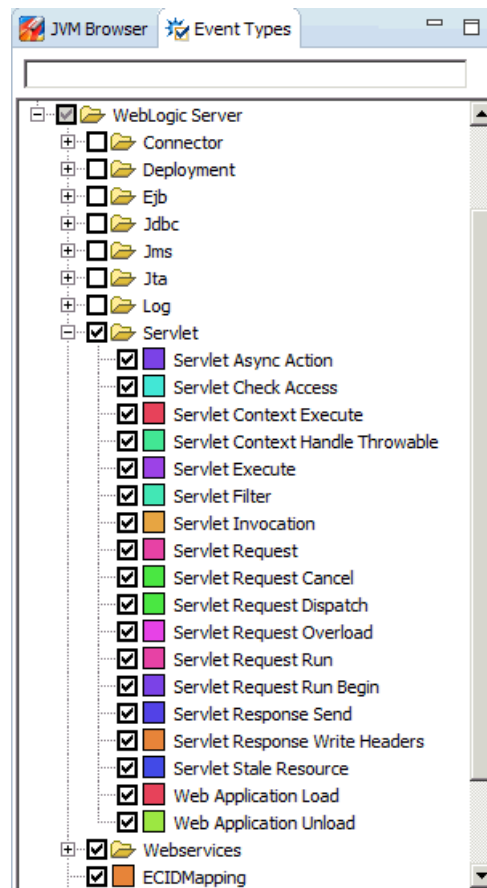 JVM Browser Event Types
WebLogic Server
Connector
Deployment
Ejb
Jdbc
Jms
Jta
Log
Servlet
Servlet Async Action
Servlet Check Access
Servlet Context Execute
Servlet Context Handle Throwable
Servlet Execute
Servlet Filter
Servlet Invocation
Servlet Request
Servlet Request Cancel
Servlet Request Dispatch
Servlet Request Overload
Servlet Request Run
Servlet Request Run Begin
Servlet Response Send
Servlet Response Write Headers
Servlet Stale Resource
Web Application Load
Web Application Unload
Webservices
ECIDMapping